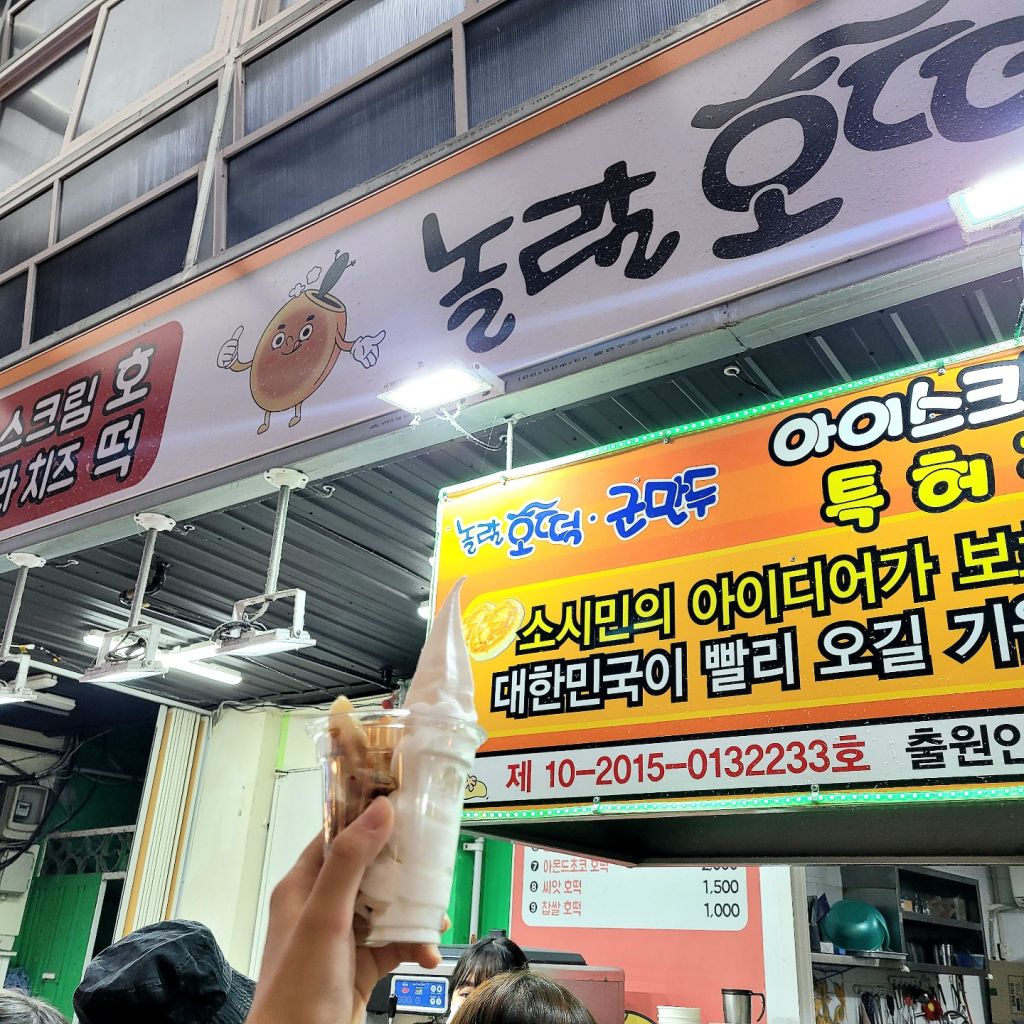 놀랄 호떡
스크림 호떡
치즈
아이스크
특허
놀랄 호떡 · 군만두
소시민의 아이디어가 보
대한민국이 빨리 오길 기
제 10-2015-0132233호 출원인
⑦ 아몬드초코 호떡
⑧ 씨앗 호떡 1,500
⑨ 찹쌀 호떡 1,000